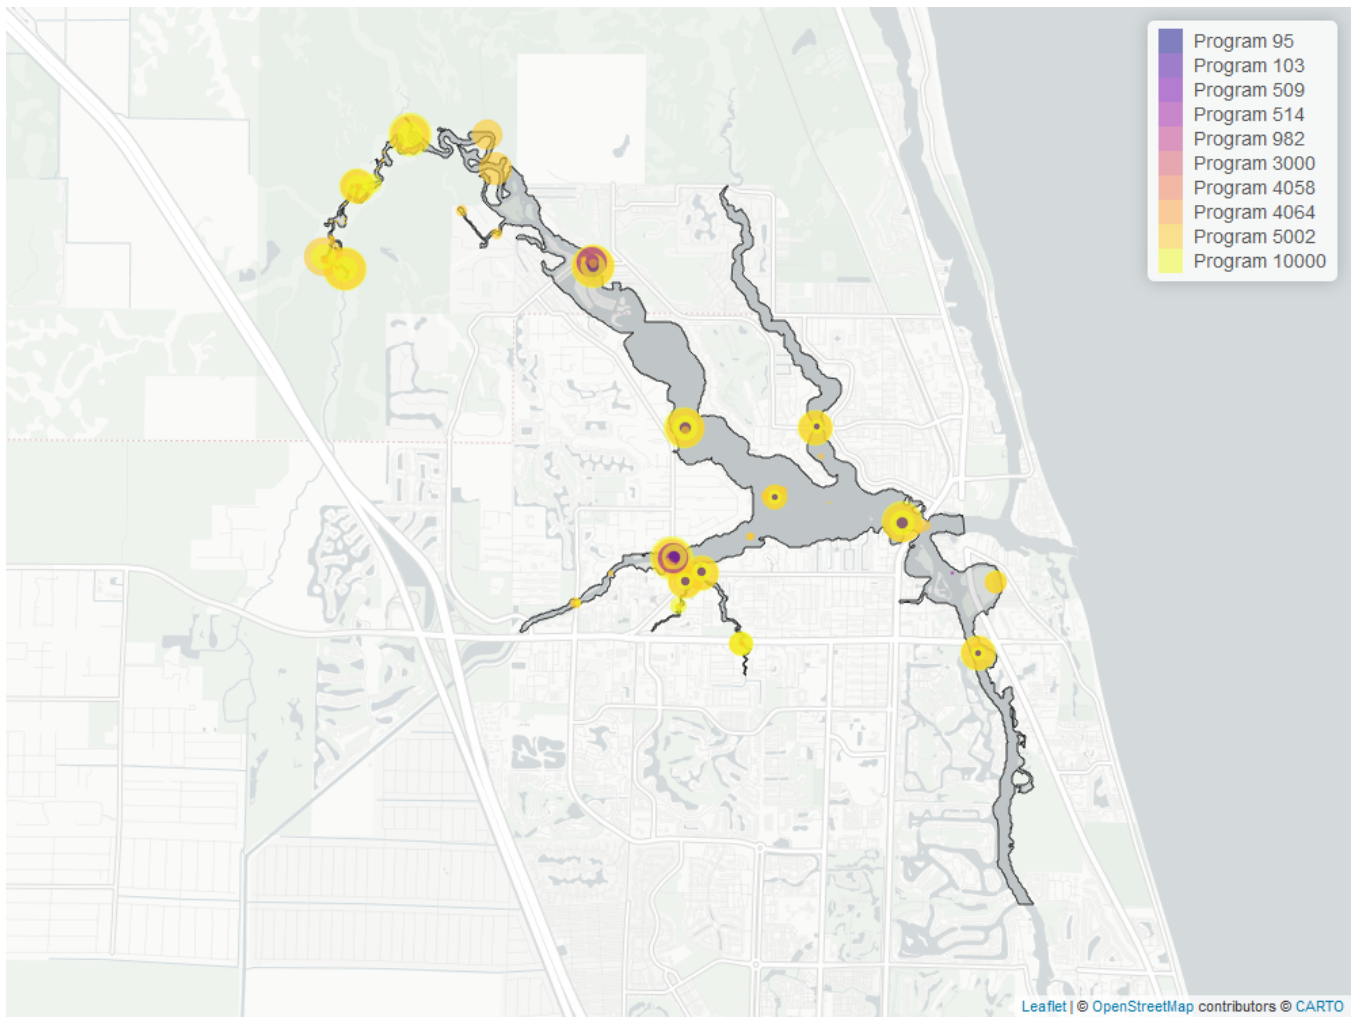 Program 95
Program 103
Program 509
Program 514
Program 982
Program 3000
Program 4058
Program 4064
Program 5002
Program 10000
Leaflet | © OpenStreetMap contributors © CARTO